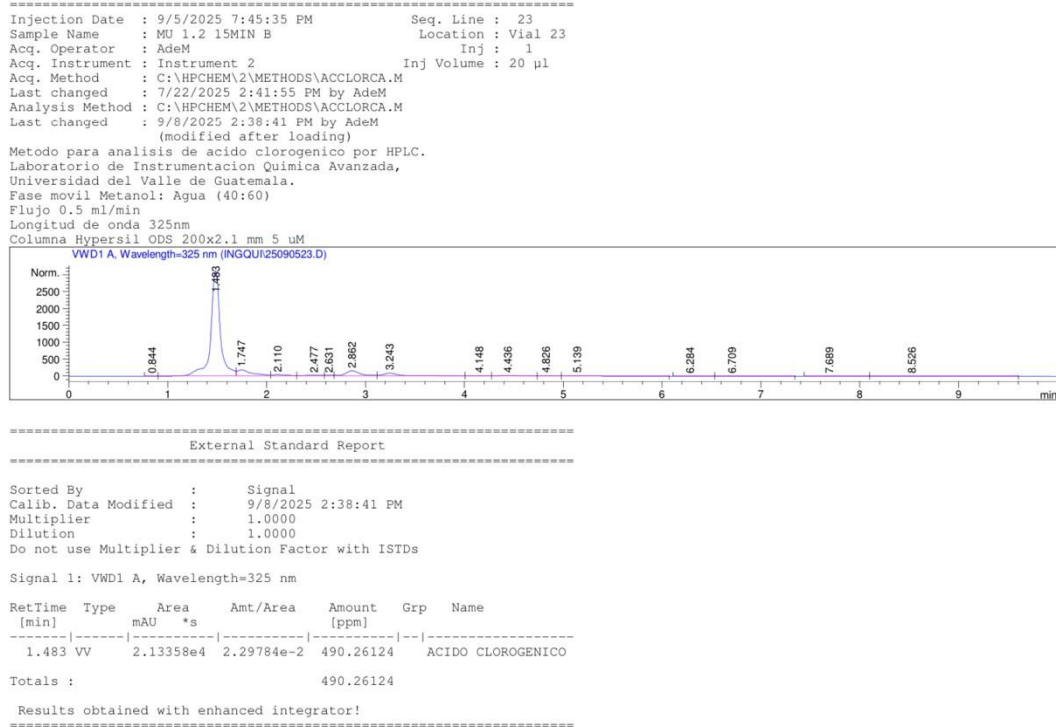 =====================================================================
Injection Date  : 9/5/2025 7:45:35 PM            Seq. Line :  23
Sample Name     : MU 1.2 15MIN B                  Location : Vial 23
Acq. Operator   : AdeM                                 Inj :   1
Acq. Instrument : Instrument 2                  Inj Volume : 20 µl
Acq. Method     : C:\HPCHEM\2\METHODS\ACCLORCA.M
Last changed    : 7/22/2025 2:41:55 PM by AdeM
Analysis Method : C:\HPCHEM\2\METHODS\ACCLORCA.M
Last changed    : 9/8/2025 2:38:41 PM by AdeM
(modified after loading)
Metodo para analisis de acido clorogenico por HPLC.
Laboratorio de Instrumentacion Quimica Avanzada,
Universidad del Valle de Guatemala.
Fase movil Metanol: Agua (40:60)
Flujo 0.5 ml/min
Longitud de onda 325nm
Columna Hypersil ODS 200x2.1 mm 5 uM
VWD1 A, Wavelength=325 nm (INGQUI\25090523.D)
Norm.
2500
2000
1500
1000
500
0
0.844 1.483 1.747 2.110 2.477 2.631 2.862 3.243 4.148 4.436 4.826 5.139 6.284 6.709 7.689 8.526
0 1 2 3 4 5 6 7 8 9 min
=====================================================================
External Standard Report
=====================================================================
Sorted By             :      Signal
Calib. Data Modified  :      9/8/2025 2:38:41 PM
Multiplier            :      1.0000
Dilution              :      1.0000
Do not use Multiplier & Dilution Factor with ISTDs
Signal 1: VWD1 A, Wavelength=325 nm
RetTime  Type     Area     Amt/Area    Amount   Grp   Name
[min]          mAU   *s               [ppm]
-------|------|----------|----------|----------|--|------------------
1.483 VV    2.13358e4  2.29784e-2  490.26124     ACIDO CLOROGENICO
Totals :                              490.26124
Results obtained with enhanced integrator!
=====================================================================